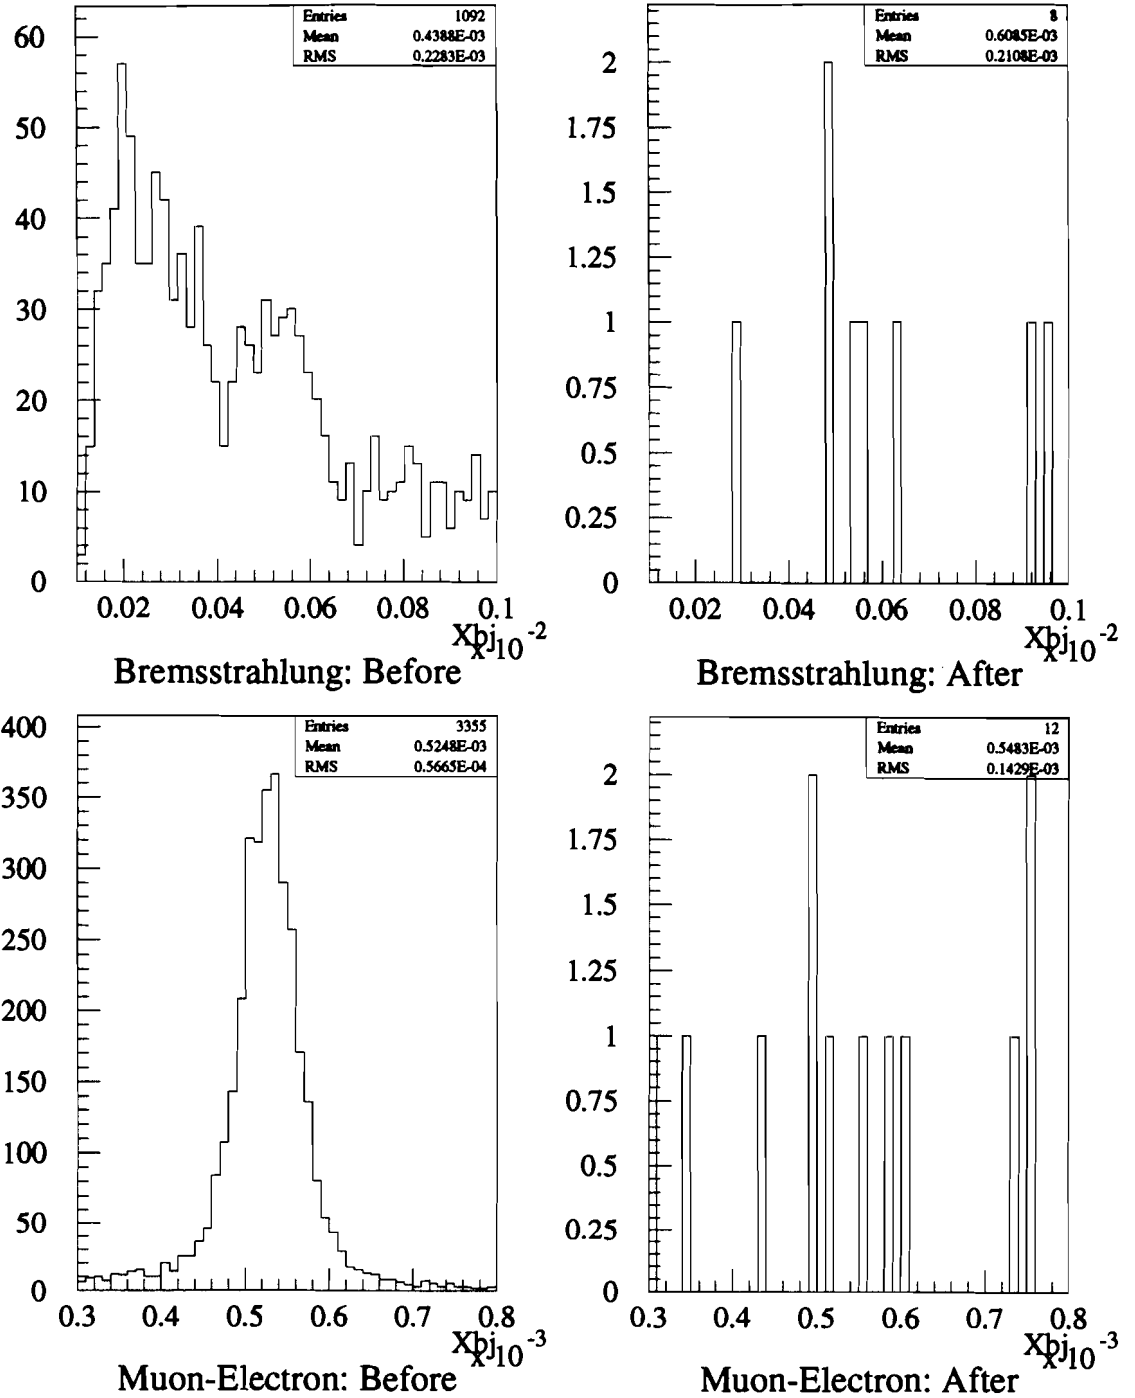 Entries 1092
Mean 0.4388E-03
RMS 0.2283E-03
60
50
40
30
20
10
0
0.02 0.04 0.06 0.08 0.1
Xbj
x10 -2
Bremsstrahlung: Before
Entries 8
Mean 0.6085E-03
RMS 0.2108E-03
2
1.75
1.5
1.25
1
0.75
0.5
0.25
0
0.02 0.04 0.06 0.08 0.1
Xbj
x10 -2
Bremsstrahlung: After
Entries 3355
Mean 0.5248E-03
RMS 0.5665E-04
400
350
300
250
200
150
100
50
0
0.3 0.4 0.5 0.6 0.7 0.8
Xbj
x10 -3
Muon-Electron: Before
Entries 12
Mean 0.5483E-03
RMS 0.1429E-03
2
1.75
1.5
1.25
1
0.75
0.5
0.25
0
0.3 0.4 0.5 0.6 0.7 0.8
Xbj
x10 -3
Muon-Electron: After